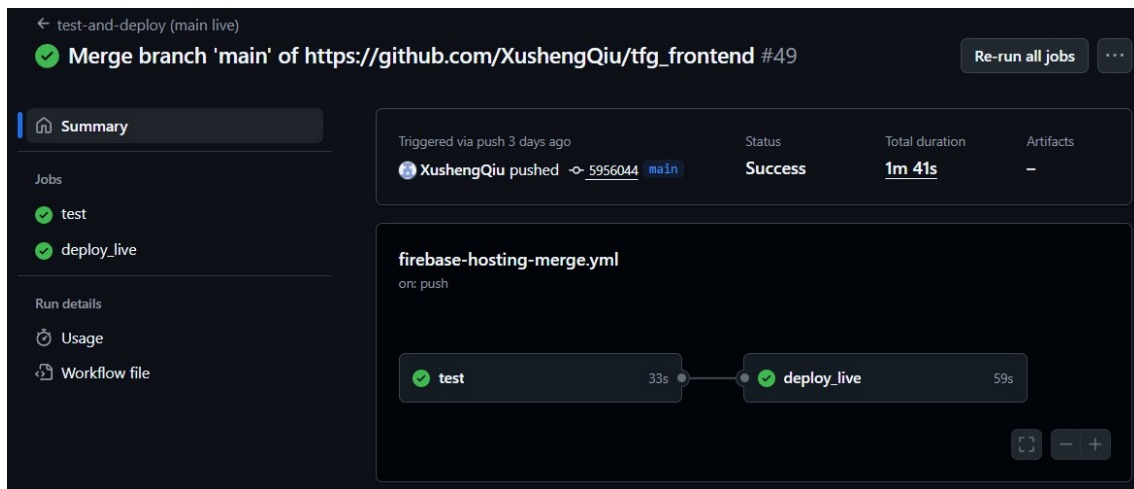 ← test-and-deploy (main live)
Merge branch 'main' of https://github.com/XushengQiu/tfg_frontend #49
Re-run all jobs
...
Summary
Jobs
test
deploy_live
Run details
Usage
Workflow file
Triggered via push 3 days ago
XushengQiu pushed 5956044 main
Status
Success
Total duration
1m 41s
Artifacts
–
firebase-hosting-merge.yml
on: push
test 33s
deploy_live 59s